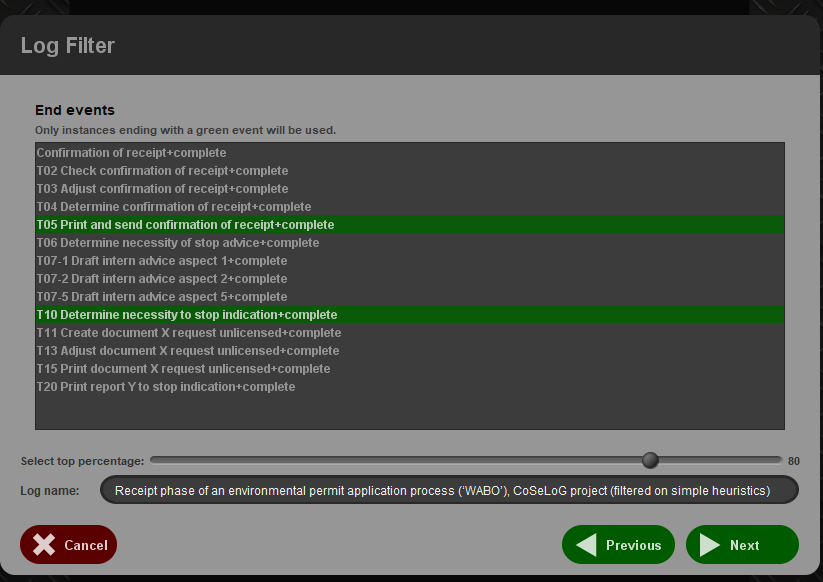 Log Filter
End events
Only instances ending with a green event will be used.
Confirmation of receipt+complete
T02 Check confirmation of receipt+complete
T03 Adjust confirmation of receipt+complete
T04 Determine confirmation of receipt+complete
T05 Print and send confirmation of receipt+complete
T06 Determine necessity of stop advice+complete
T07-1 Draft intern advice aspect 1+complete
T07-2 Draft intern advice aspect 2+complete
T07-5 Draft intern advice aspect 5+complete
T10 Determine necessity to stop indication+complete
T11 Create document X request unlicensed+complete
T13 Adjust document X request unlicensed+complete
T15 Print document X request unlicensed+complete
T20 Print report Y to stop indication+complete
Select top percentage: 80
Log name: Receipt phase of an environmental permit application process (‘WABO’), CoSeLoG project (filtered on simple heuristics)
Cancel Previous Next